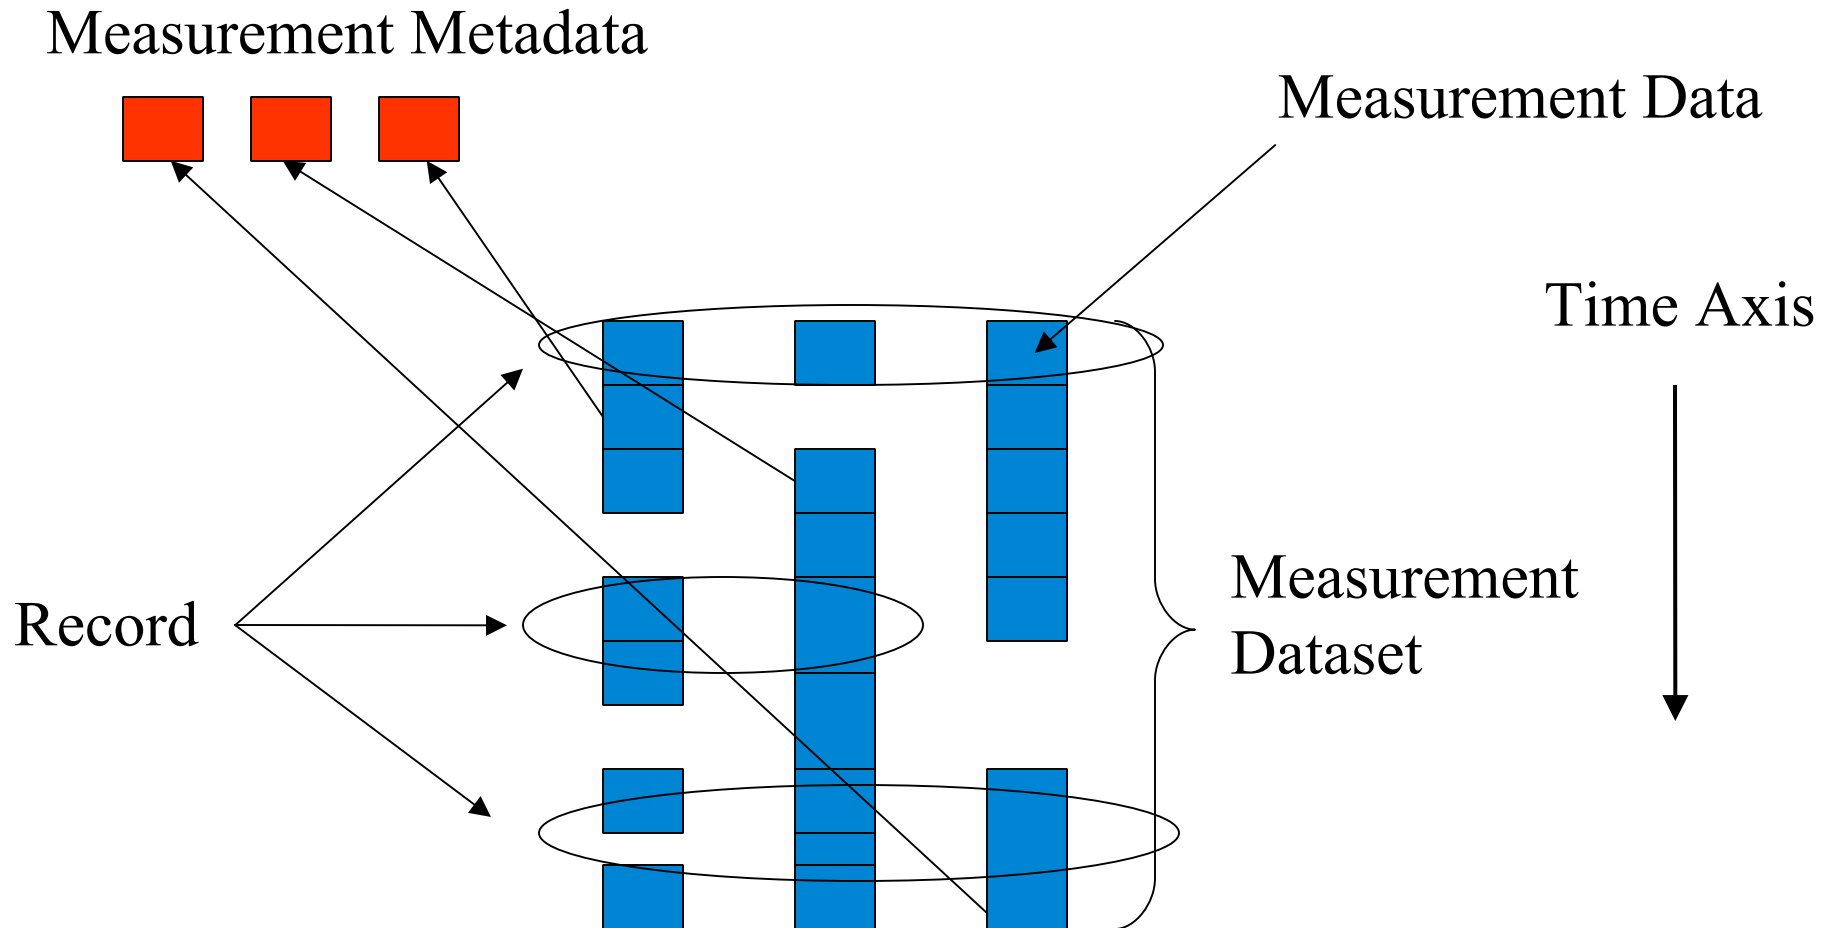 Measurement Metadata
Measurement Data
Time Axis
Record
Measurement
Dataset